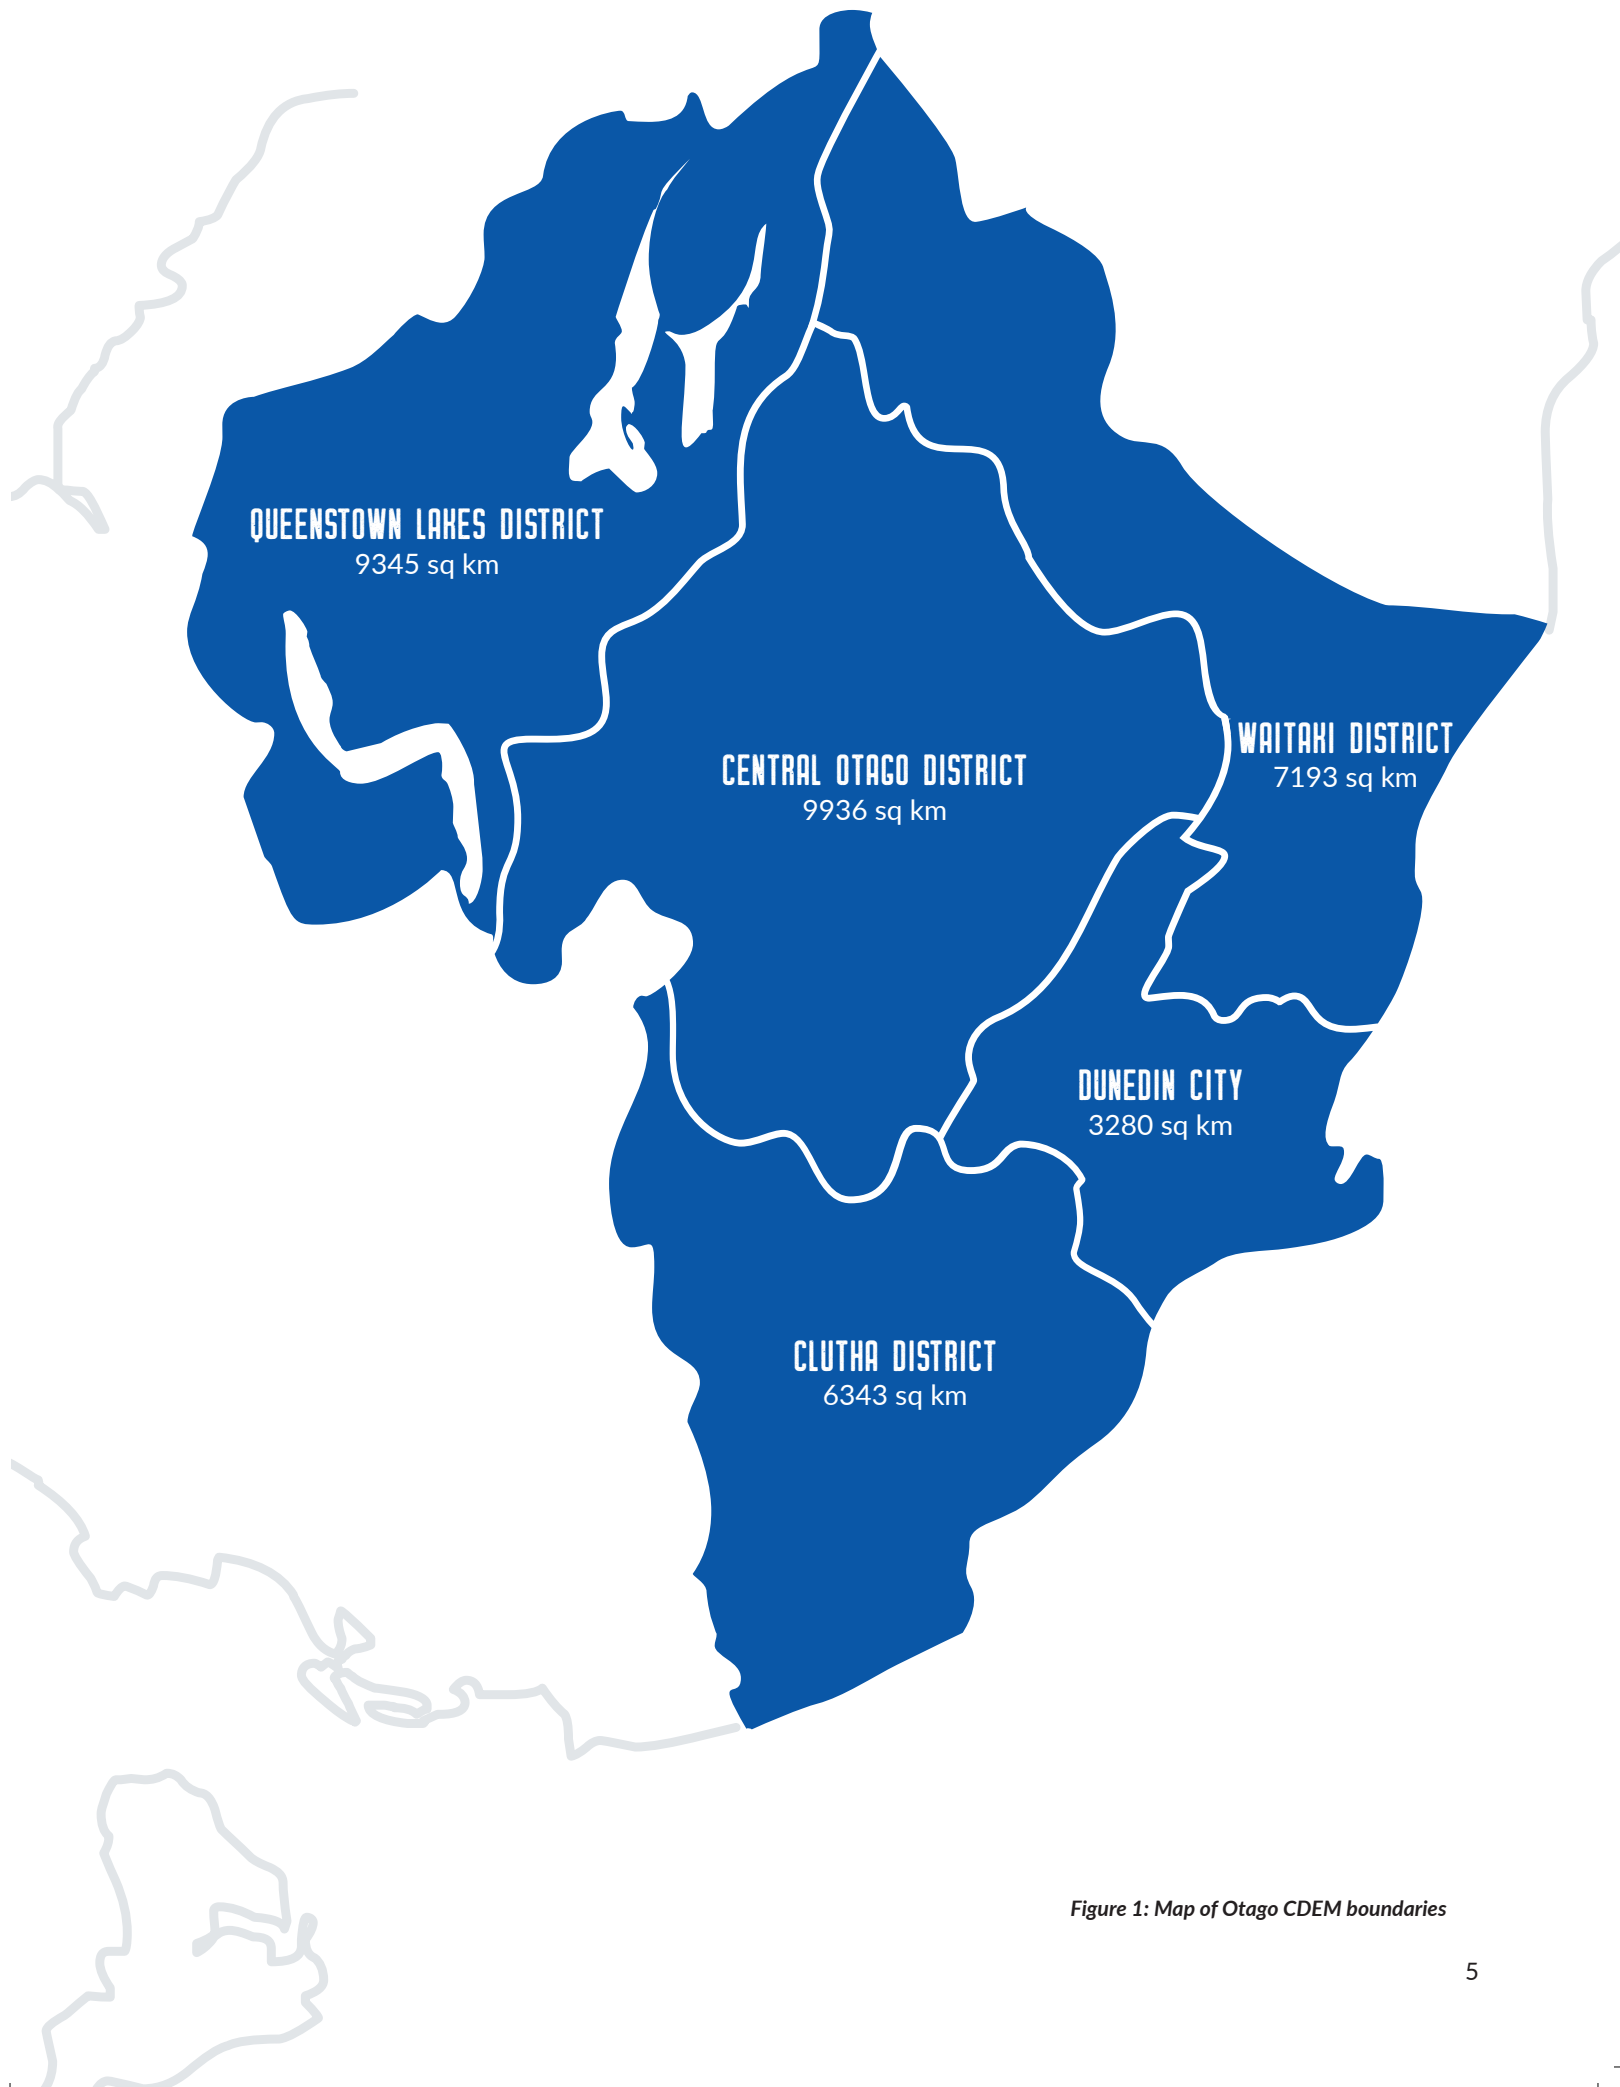 QUEENSTOWN LAKES DISTRICT
9345 sq km
WAITAKI DISTRICT
7193 sq km
CENTRAL OTAGO DISTRICT
9936 sq km
DUNEDIN CITY
3280 sq km
CLUTHA DISTRICT
6343 sq km
Figure 1: Map of Otago CDEM boundaries
5